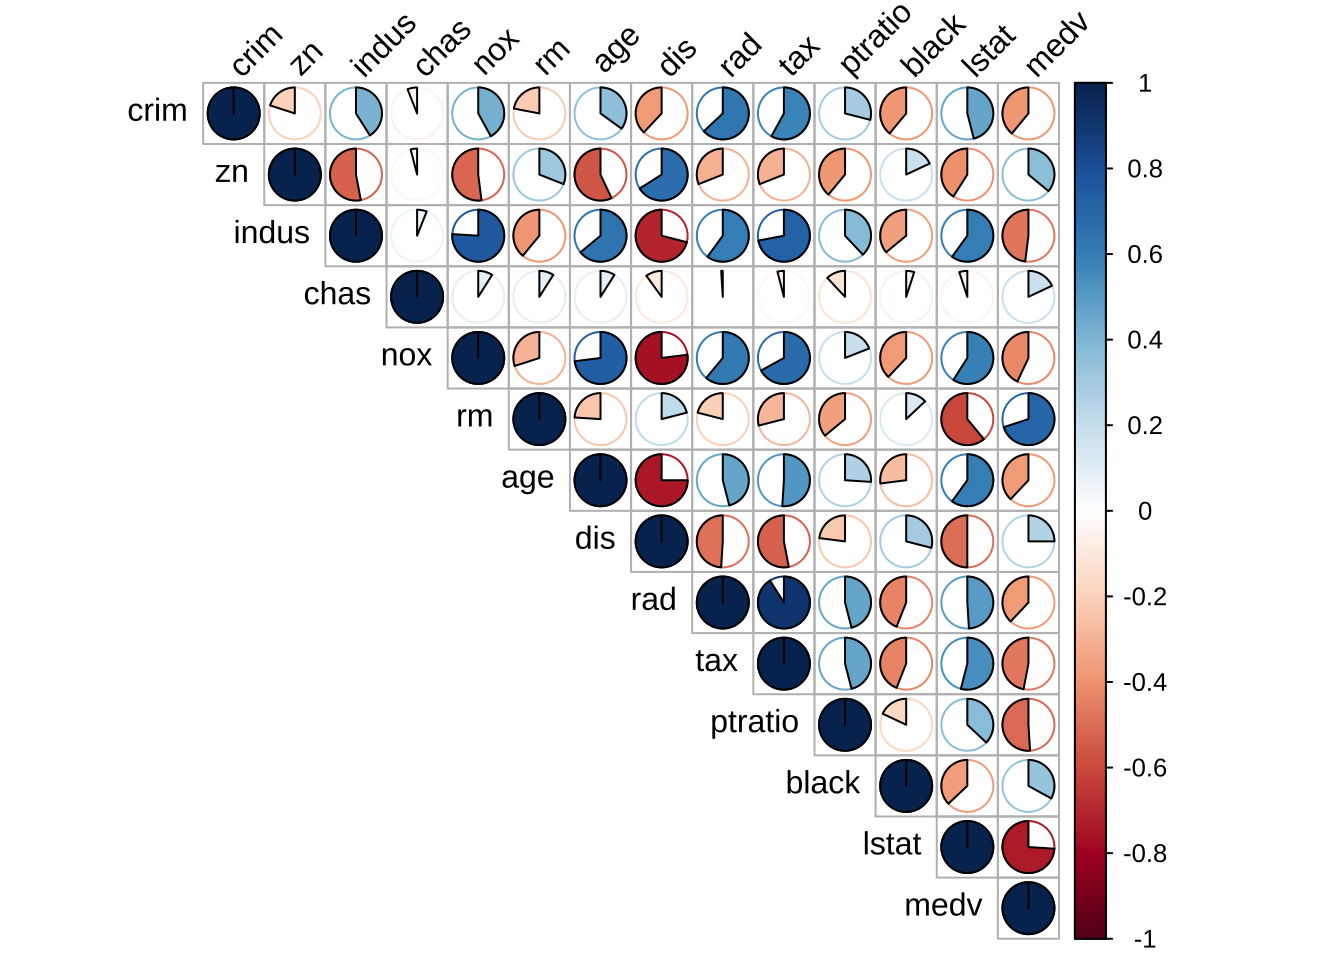 crim zn indus chas nox rm age dis rad tax ptratio black lstat medv
crim
zn
indus
chas
nox
rm
age
dis
rad
tax
ptratio
black
lstat
medv
1
0.8
0.6
0.4
0.2
0
-0.2
-0.4
-0.6
-0.8
-1